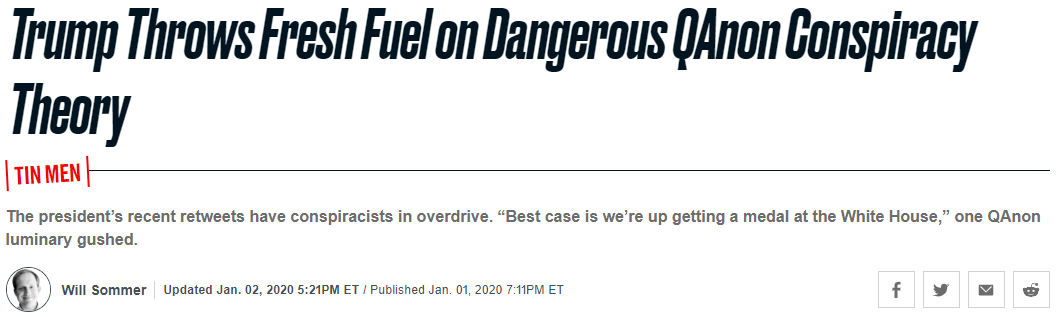 Trump Throws Fresh Fuel on Dangerous QAnon Conspiracy
Theory
TIN MEN
The president’s recent retweets have conspiracists in overdrive. “Best case is we’re up getting a medal at the White House,” one QAnon
luminary gushed.
Will Sommer Updated Jan. 02, 2020 5:21PM ET / Published Jan. 01, 2020 7:11PM ET